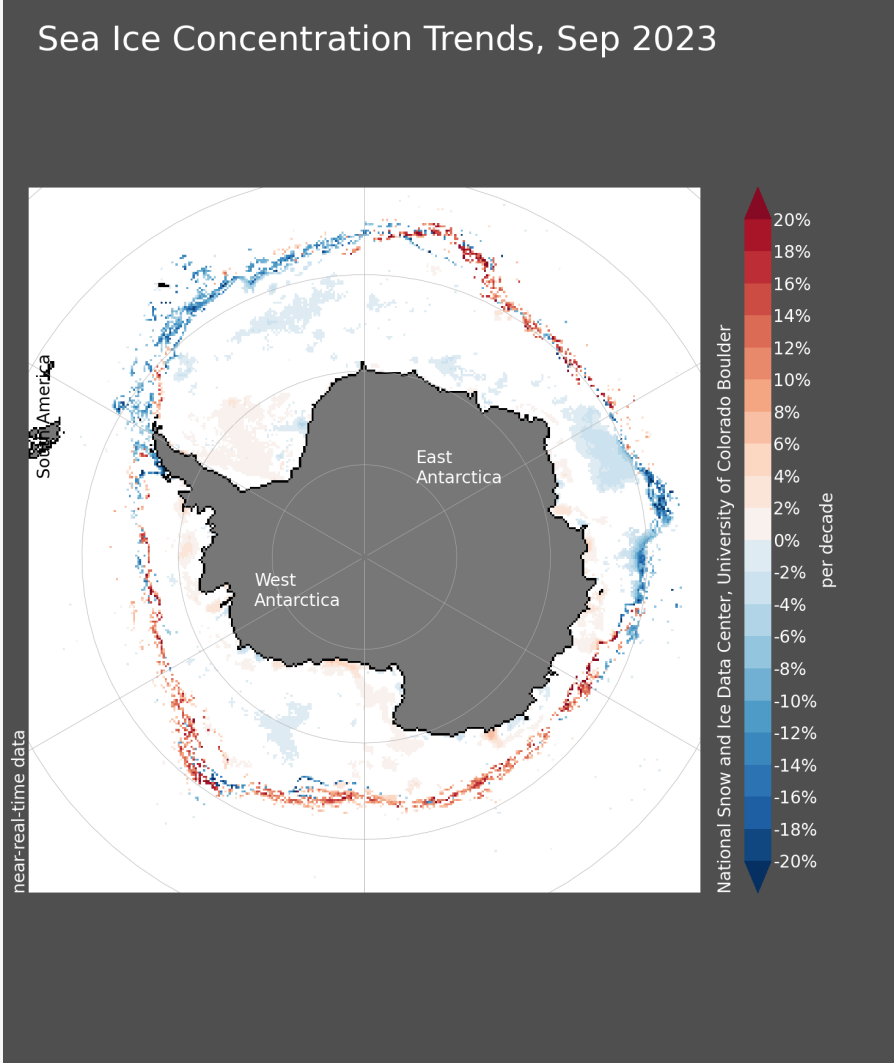 Sea Ice Concentration Trends, Sep 2023
South America
East
Antarctica
West
Antarctica
near-real-time data
National Snow and Ice Data Center, University of Colorado Boulder
20%
18%
16%
14%
12%
10%
8%
6%
4%
2%
0%
-2%
-4%
-6%
-8%
-10%
-12%
-14%
-16%
-18%
-20%
per decade